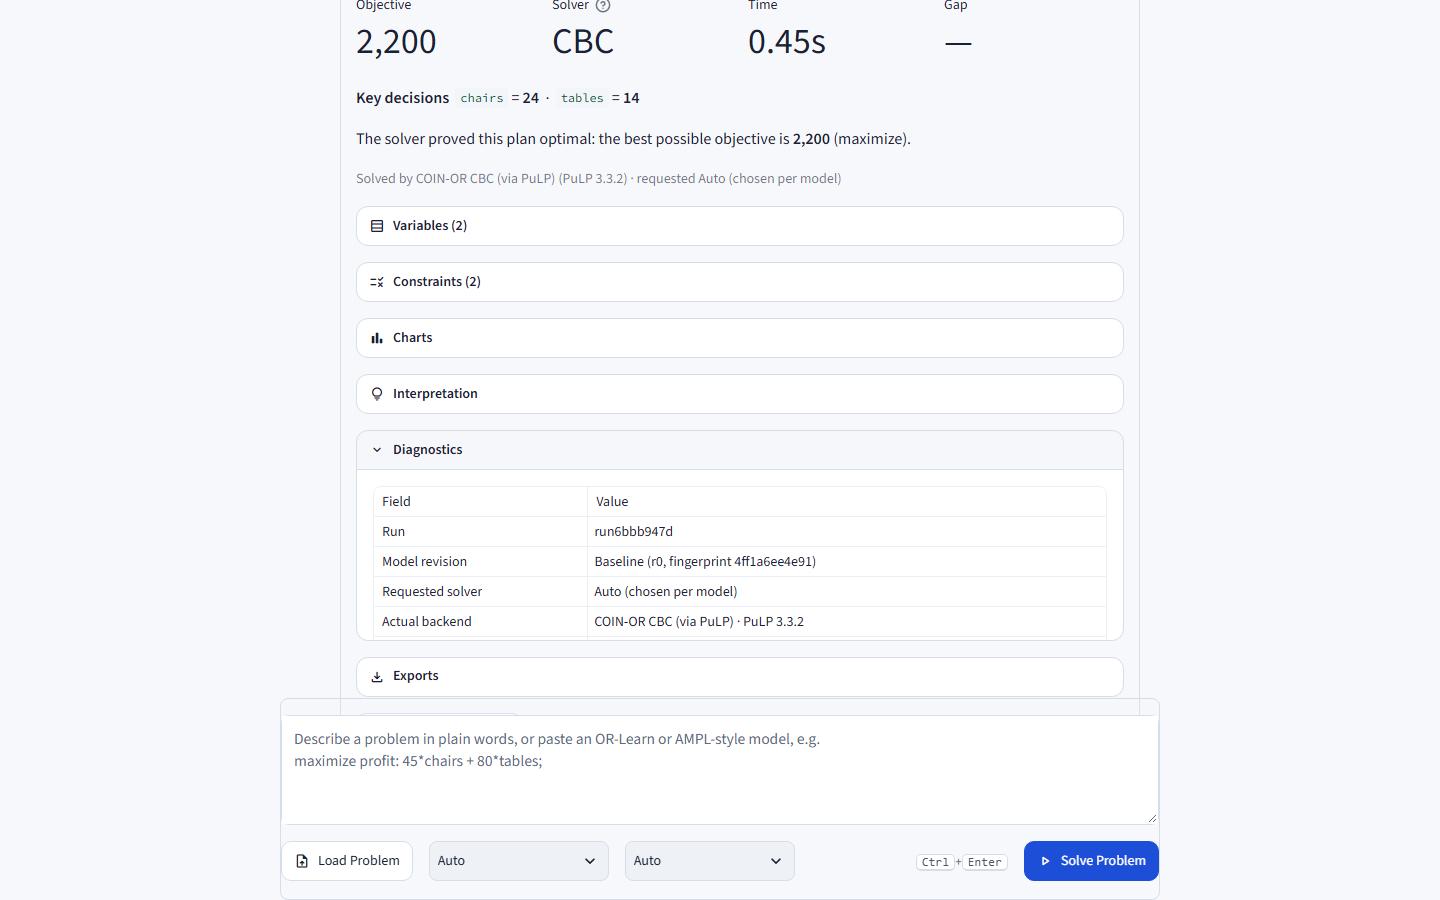 Objective Solver Time Gap
2,200 CBC 0.45s —
Key decisions chairs = 24 · tables = 14
The solver proved this plan optimal: the best possible objective is 2,200 (maximize).
Solved by COIN-OR CBC (via PuLP) (PuLP 3.3.2) · requested Auto (chosen per model)
Variables (2)
Constraints (2)
Charts
Interpretation
Diagnostics
Field Value
Run run6bbb947d
Model revision Baseline (r0, fingerprint 4ff1a6ee4e91)
Requested solver Auto (chosen per model)
Actual backend COIN-OR CBC (via PuLP) · PuLP 3.3.2
Exports
Describe a problem in plain words, or paste an OR-Learn or AMPL-style model, e.g.
maximize profit: 45*chairs + 80*tables;
Load Problem Auto Auto Ctrl+Enter Solve Problem